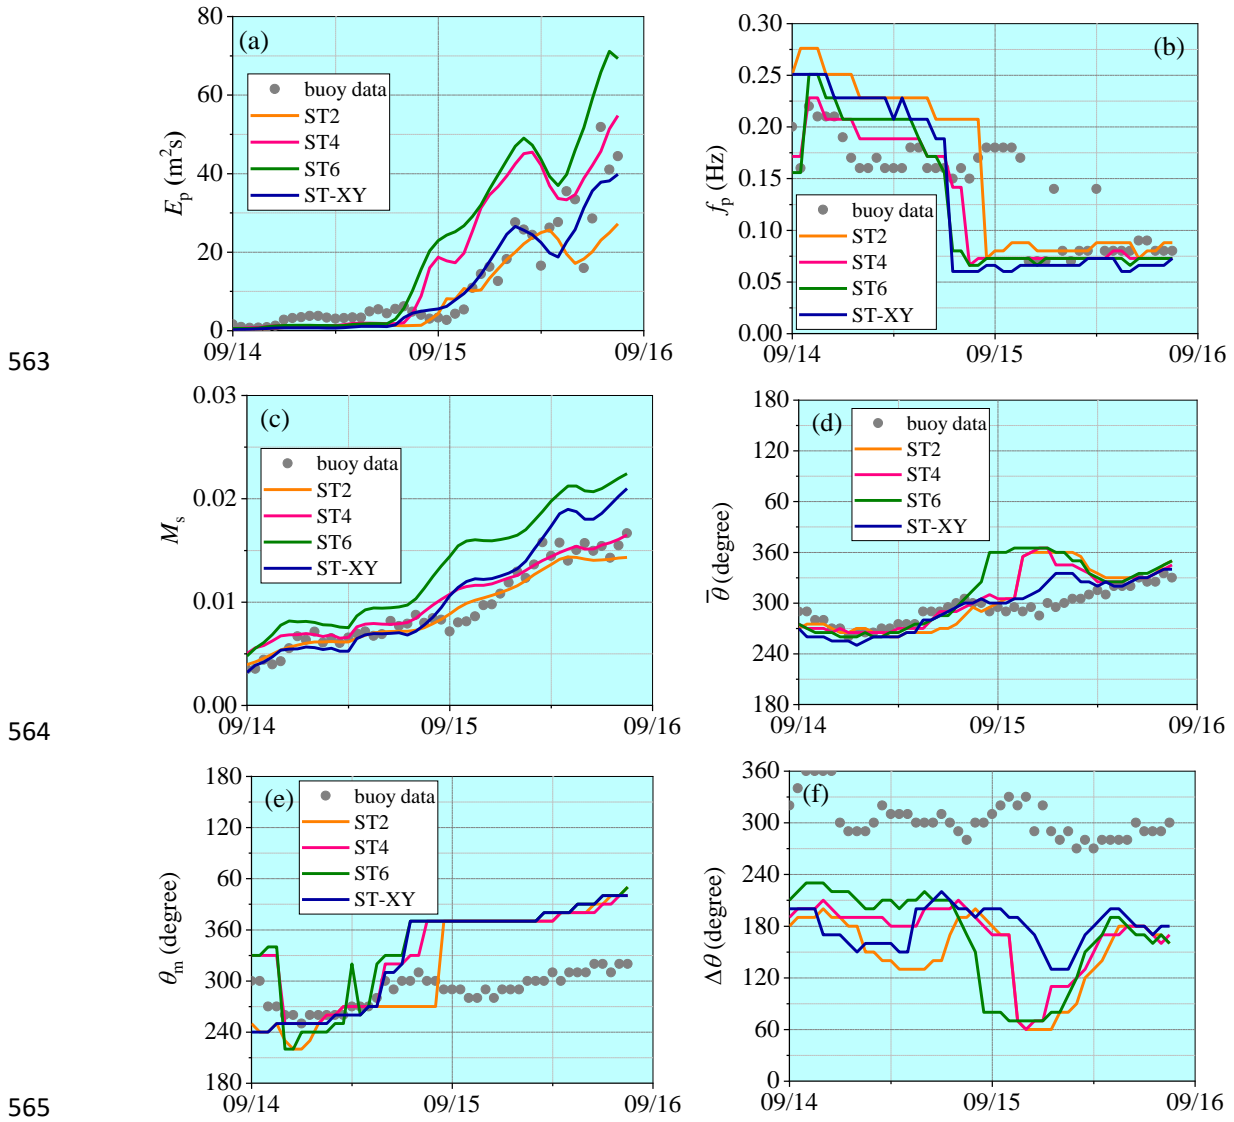 (a)
80
60
40
20
0
Ep (m²s)
buoy data
ST2
ST4
ST6
ST-XY
09/14
09/15
09/16
(b)
0.30
0.25
0.20
0.15
0.10
0.05
0.00
fp (Hz)
buoy data
ST2
ST4
ST6
ST-XY
09/14
09/15
09/16
563
(c)
0.03
0.02
0.01
0.00
Ms
buoy data
ST2
ST4
ST6
ST-XY
09/14
09/15
09/16
(d)
180
120
60
360
300
240
180
θ̅ (degree)
buoy data
ST2
ST4
ST6
ST-XY
09/14
09/15
09/16
564
(e)
180
120
60
360
300
240
180
θm (degree)
buoy data
ST2
ST4
ST6
ST-XY
09/14
09/15
09/16
(f)
360
300
240
180
120
60
0
Δθ (degree)
09/14
09/15
09/16
565